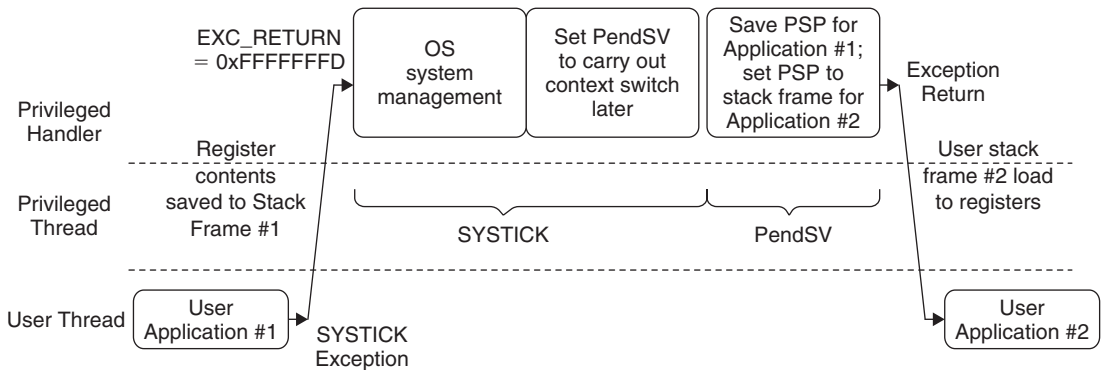 EXC_RETURN
= 0xFFFFFFFD
OS
system
management
Set PendSV
to carry out
context switch
later
Save PSP for
Application #1;
set PSP to
stack frame for
Application #2
Exception
Return
Privileged
Handler
Register
contents
saved to Stack
Frame #1
User stack
frame #2 load
to registers
Privileged
Thread
SYSTICK
PendSV
User Thread
User
Application #1
SYSTICK
Exception
User
Application #2